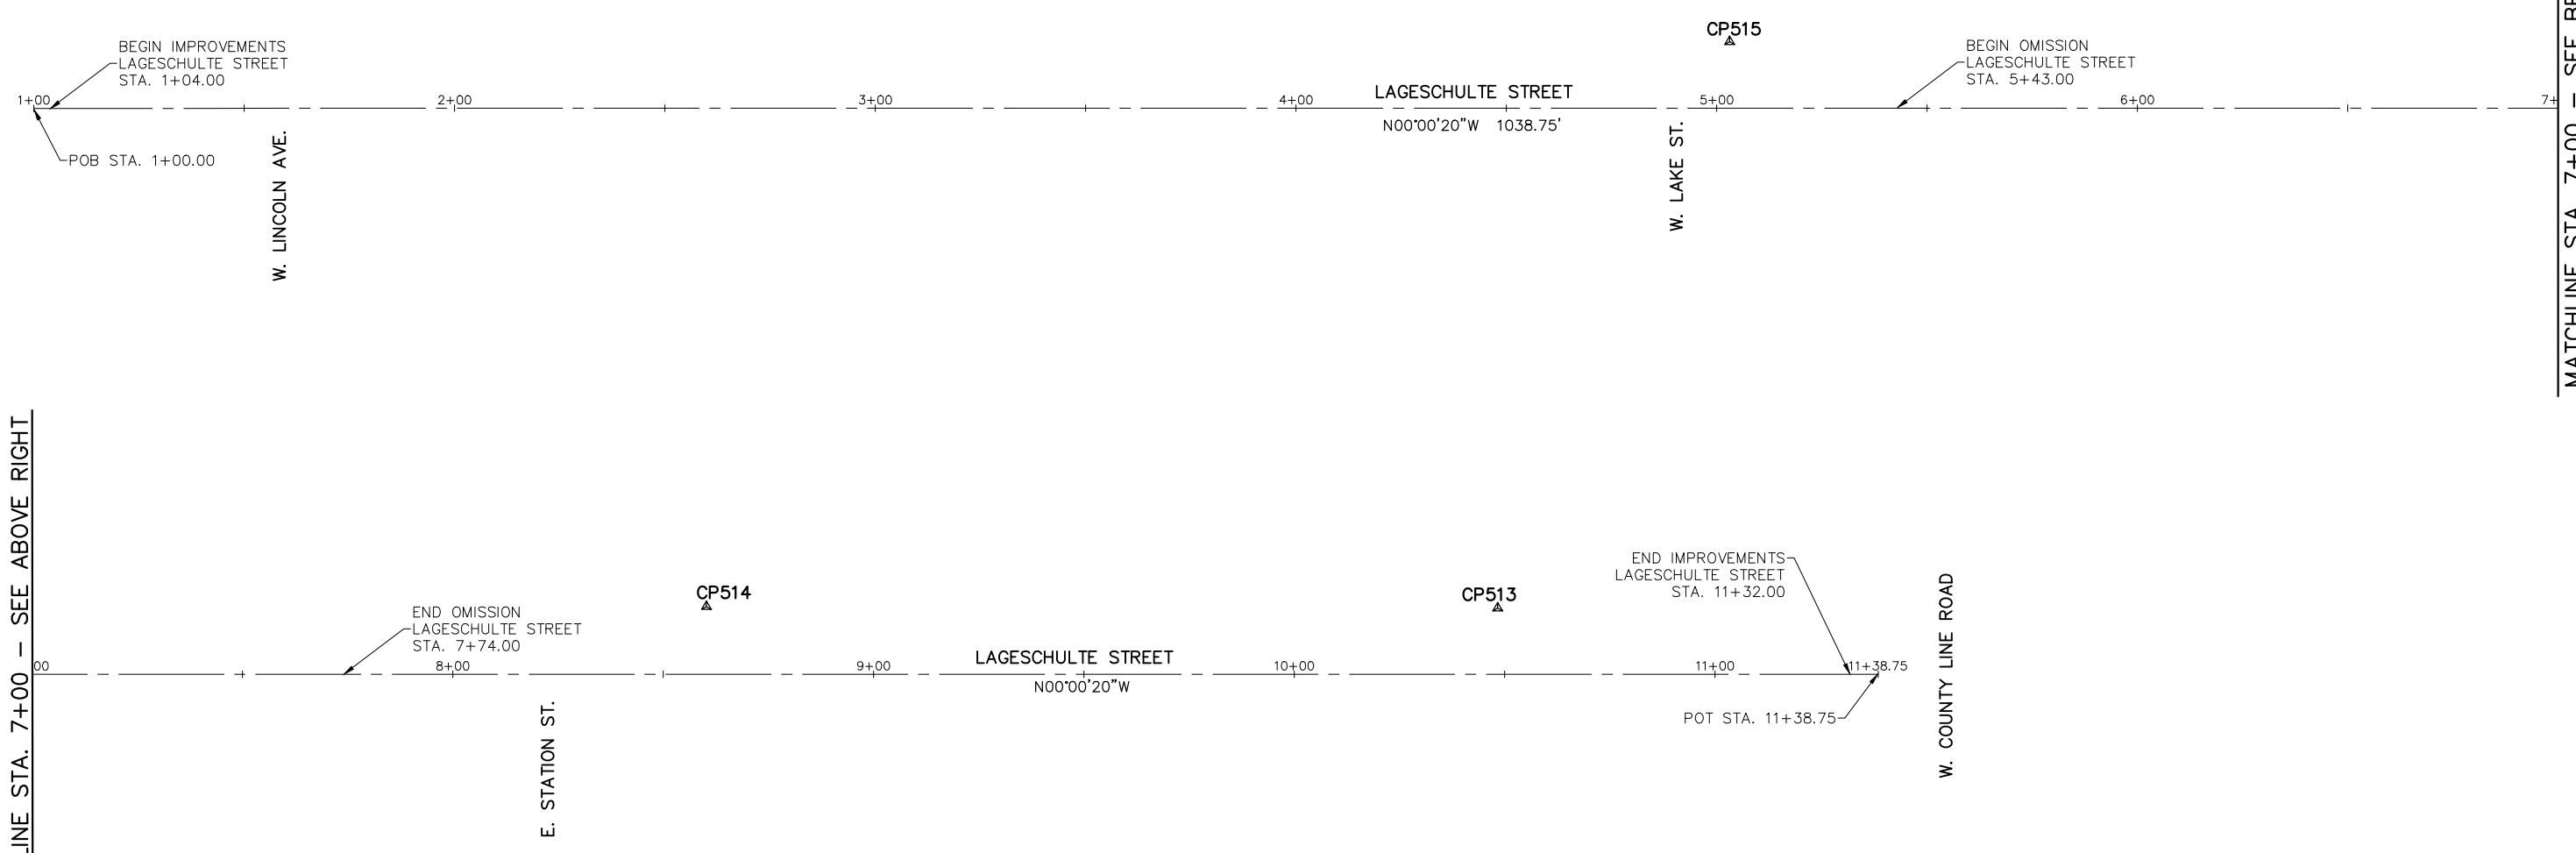 CP515
BEGIN IMPROVEMENTS
LAGESCHULTE STREET
STA. 1+04.00
BEGIN OMISSION
LAGESCHULTE STREET
STA. 5+43.00
1+00
2+00
3+00
4+00
LAGESCHULTE STREET
5+00
6+00
7+
N00°00'20"W 1038.75'
POB STA. 1+00.00
W. LINCOLN AVE.
W. LAKE ST.
MATCHLINE STA. 7+00 - SEE
LINE STA. 7+00 - SEE ABOVE RIGHT
END IMPROVEMENTS
LAGESCHULTE STREET
STA. 11+32.00
CP514
CP513
END OMISSION
LAGESCHULTE STREET
STA. 7+74.00
00
8+00
9+00
LAGESCHULTE STREET
10+00
11+00
11+38.75
N00°00'20"W
POT STA. 11+38.75
E. STATION ST.
W. COUNTY LINE ROAD